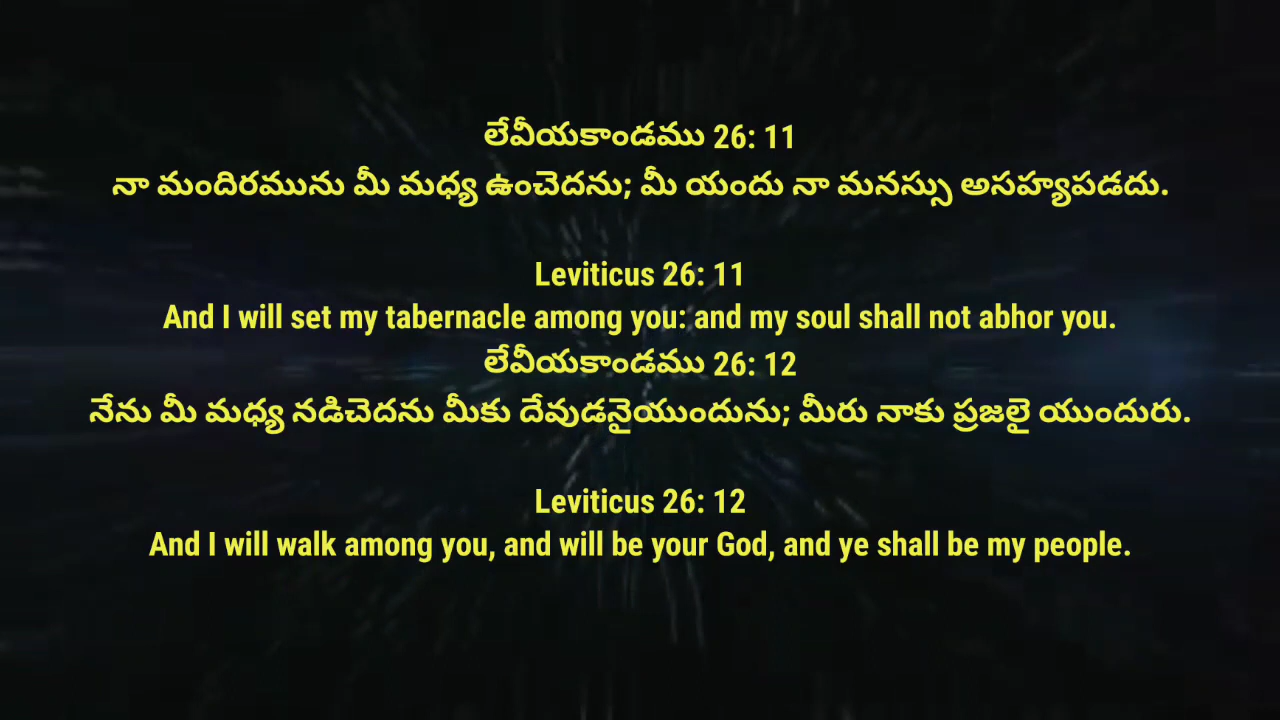 లేవీయకాండము 26: 11
నా మందిరమును మీ మధ్య ఉంచెదను; మీ యందు నా మనస్సు అసహ్యపడదు.
Leviticus 26: 11
And I will set my tabernacle among you: and my soul shall not abhor you.
లేవీయకాండము 26: 12
నేను మీ మధ్య నడిచెదను మీకు దేవుడనైయుందును; మీరు నాకు ప్రజలై యుందురు.
Leviticus 26: 12
And I will walk among you, and will be your God, and ye shall be my people.